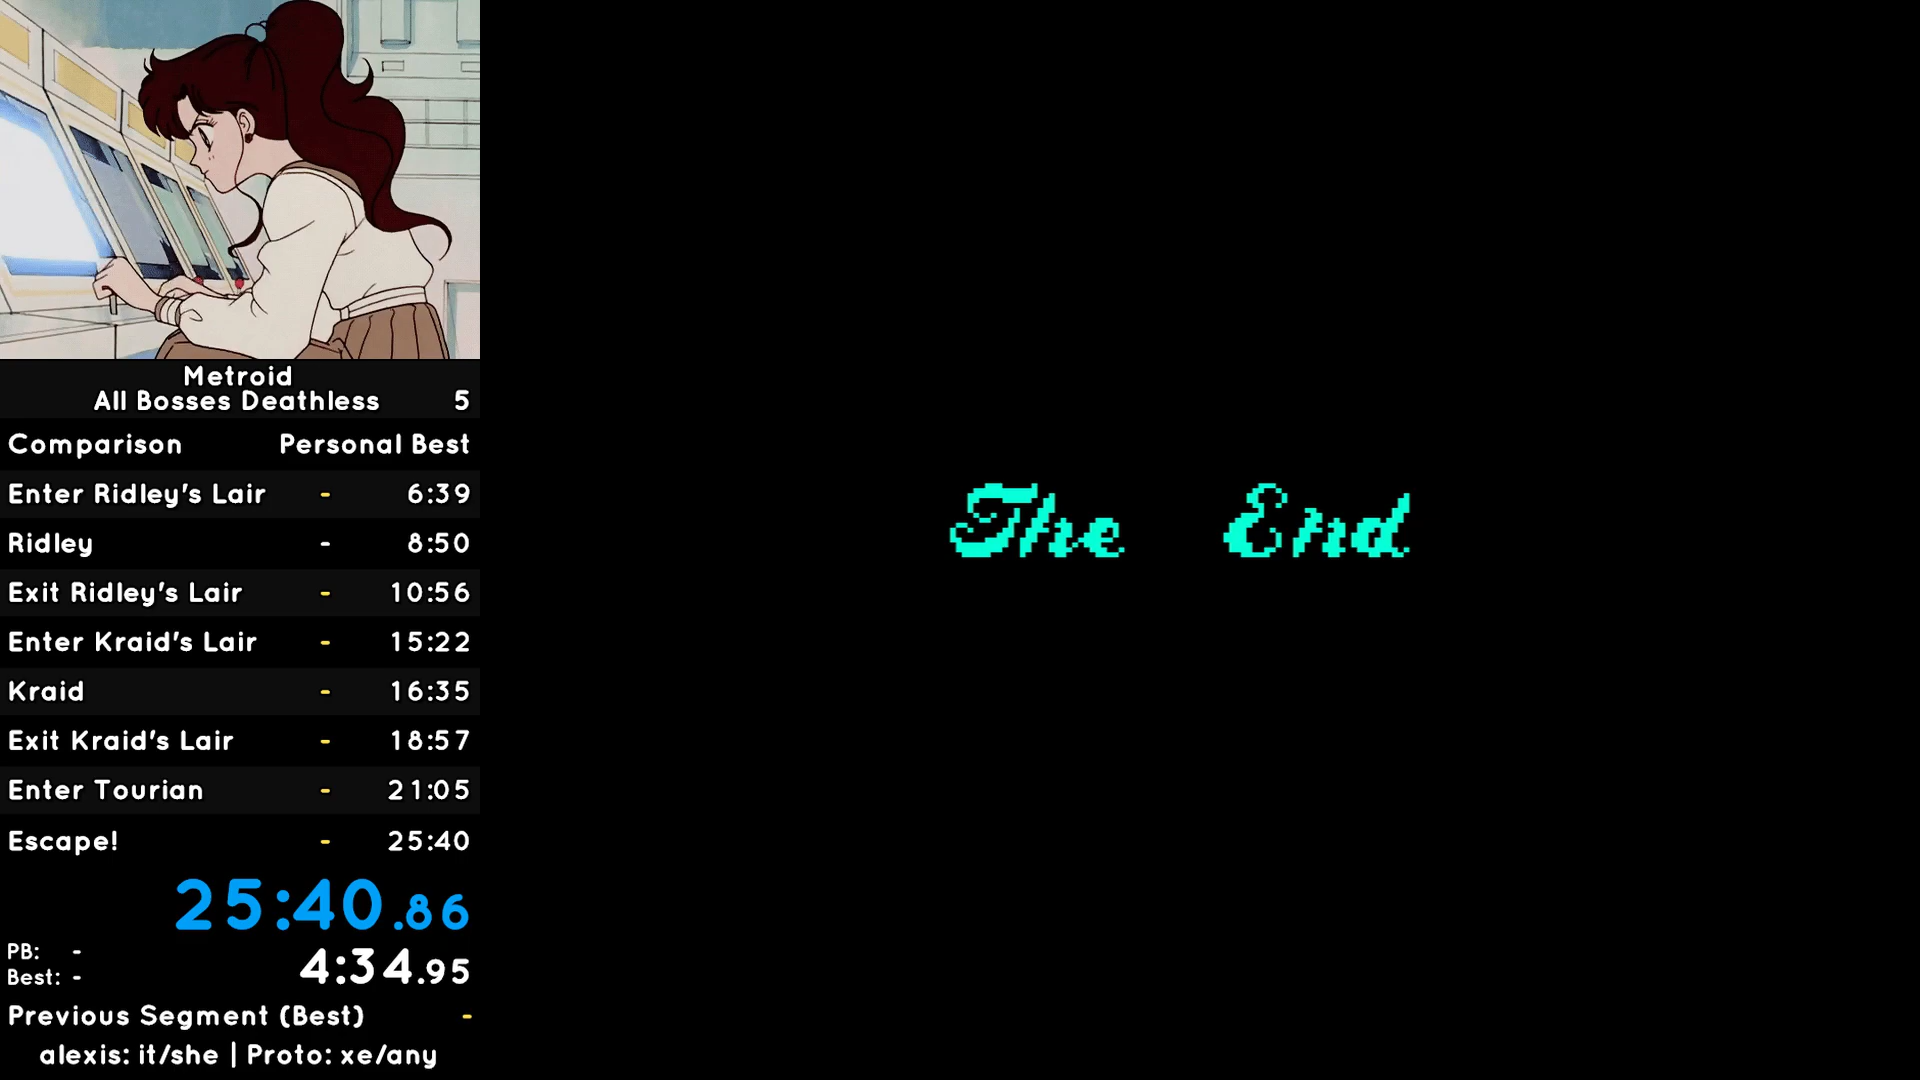 Metroid
All Bosses Deathless 5
Comparison Personal Best
Enter Ridley's Lair - 6:39
Ridley - 8:50
Exit Ridley's Lair - 10:56
Enter Kraid's Lair - 15:22
Kraid - 16:35
Exit Kraid's Lair - 18:57
Enter Tourian - 21:05
Escape! - 25:40
25:40.86
PB: -
Best: -
4:34.95
Previous Segment (Best) -
alexis: it/she | Proto: xe/any
The End